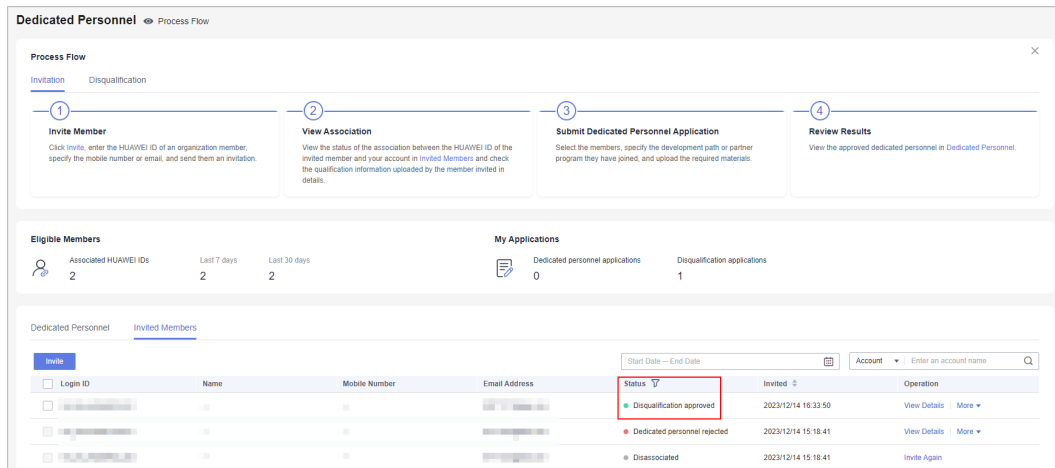 Dedicated Personnel Process Flow
Process Flow
Invitation Disqualification
1 2 3 4
Invite Member
Click Invite, enter the HUAWEI ID of an organization member,
specify the mobile number or email, and send them an invitation.
View Association
View the status of the association between the HUAWEI ID of the
invited member and your account in Invited Members and check
the qualification information uploaded by the member invited in
details.
Submit Dedicated Personnel Application
Select the members, specify the development path or partner
program they have joined, and upload the required materials.
Review Results
View the approved dedicated personnel in Dedicated Personnel.
Eligible Members
Associated HUAWEI IDs Last 7 days Last 30 days
2 2 2
My Applications
Dedicated personnel applications Disqualification applications
0 1
Dedicated Personnel Invited Members
Invite Start Date — End Date Account Enter an account name
Login ID Name Mobile Number Email Address Status Invited Operation
Disqualification approved 2023/12/14 16:33:50 View Details More
Dedicated personnel rejected 2023/12/14 15:18:41 View Details More
Disassociated 2023/12/14 15:18:41 Invite Again